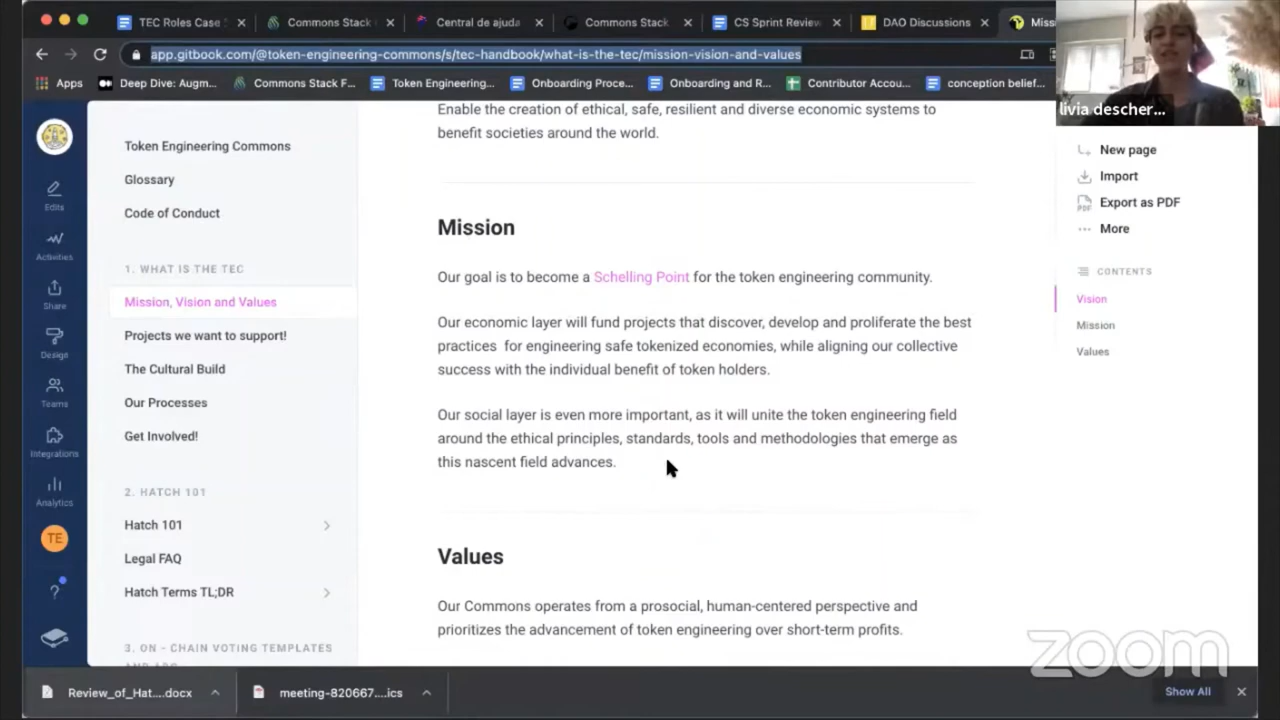 TEC Roles Case
Commons Stack
Central de ajuda
Commons Stack
CS Sprint Review
DAO Discussions
app.gitbook.com/@token-engineering-commons/s/tec-handbook/what-is-the-tec/mission-vision-and-values
Apps
Deep Dive: Augm...
Commons Stack F...
Token Engineering...
Onboarding Proce...
Onboarding and R...
Contributor Accou...
conception belief...
livia descher...
Edits
Activities
Share
Design
Teams
Integrations
Analytics
TE
?
Token Engineering Commons
Glossary
Code of Conduct
1. WHAT IS THE TEC
Mission, Vision and Values
Projects we want to support!
The Cultural Build
Our Processes
Get Involved!
2. HATCH 101
Hatch 101
Legal FAQ
Hatch Terms TL;DR
3. ON - CHAIN VOTING TEMPLATES
Enable the creation of ethical, safe, resilient and diverse economic systems to
benefit societies around the world.
Mission
Our goal is to become a Schelling Point for the token engineering community.
Our economic layer will fund projects that discover, develop and proliferate the best
practices for engineering safe tokenized economies, while aligning our collective
success with the individual benefit of token holders.
Our social layer is even more important, as it will unite the token engineering field
around the ethical principles, standards, tools and methodologies that emerge as
this nascent field advances.
Values
Our Commons operates from a prosocial, human-centered perspective and
prioritizes the advancement of token engineering over short-term profits.
New page
Import
PDF
Export as PDF
More
CONTENTS
Vision
Mission
Values
zoom
Review_of_Hat....docx
meeting-820667....ics
Show All